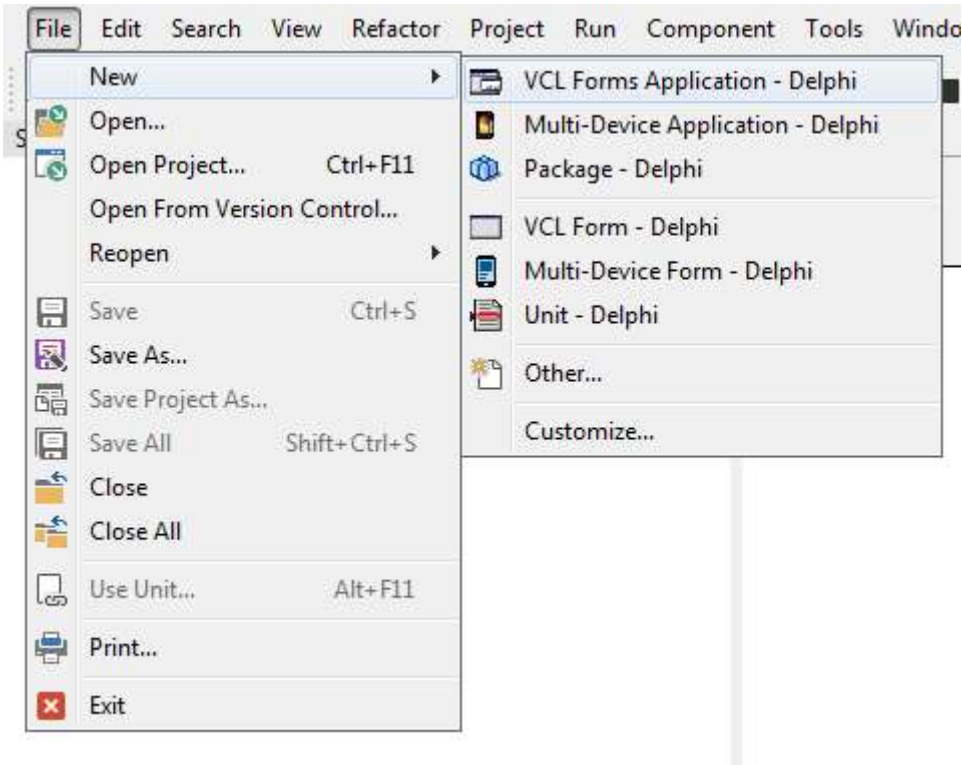 File Edit Search View Refactor Project Run Component Tools
New
Open...
Open Project... Ctrl+F11
Open From Version Control...
Reopen
Save Ctrl+S
Save As...
Save Project As...
Save All Shift+Ctrl+S
Close
Close All
Use Unit... Alt+F11
Print...
Exit
VCL Forms Application - Delphi
Multi-Device Application - Delphi
Package - Delphi
VCL Form - Delphi
Multi-Device Form - Delphi
Unit - Delphi
Other...
Customize...